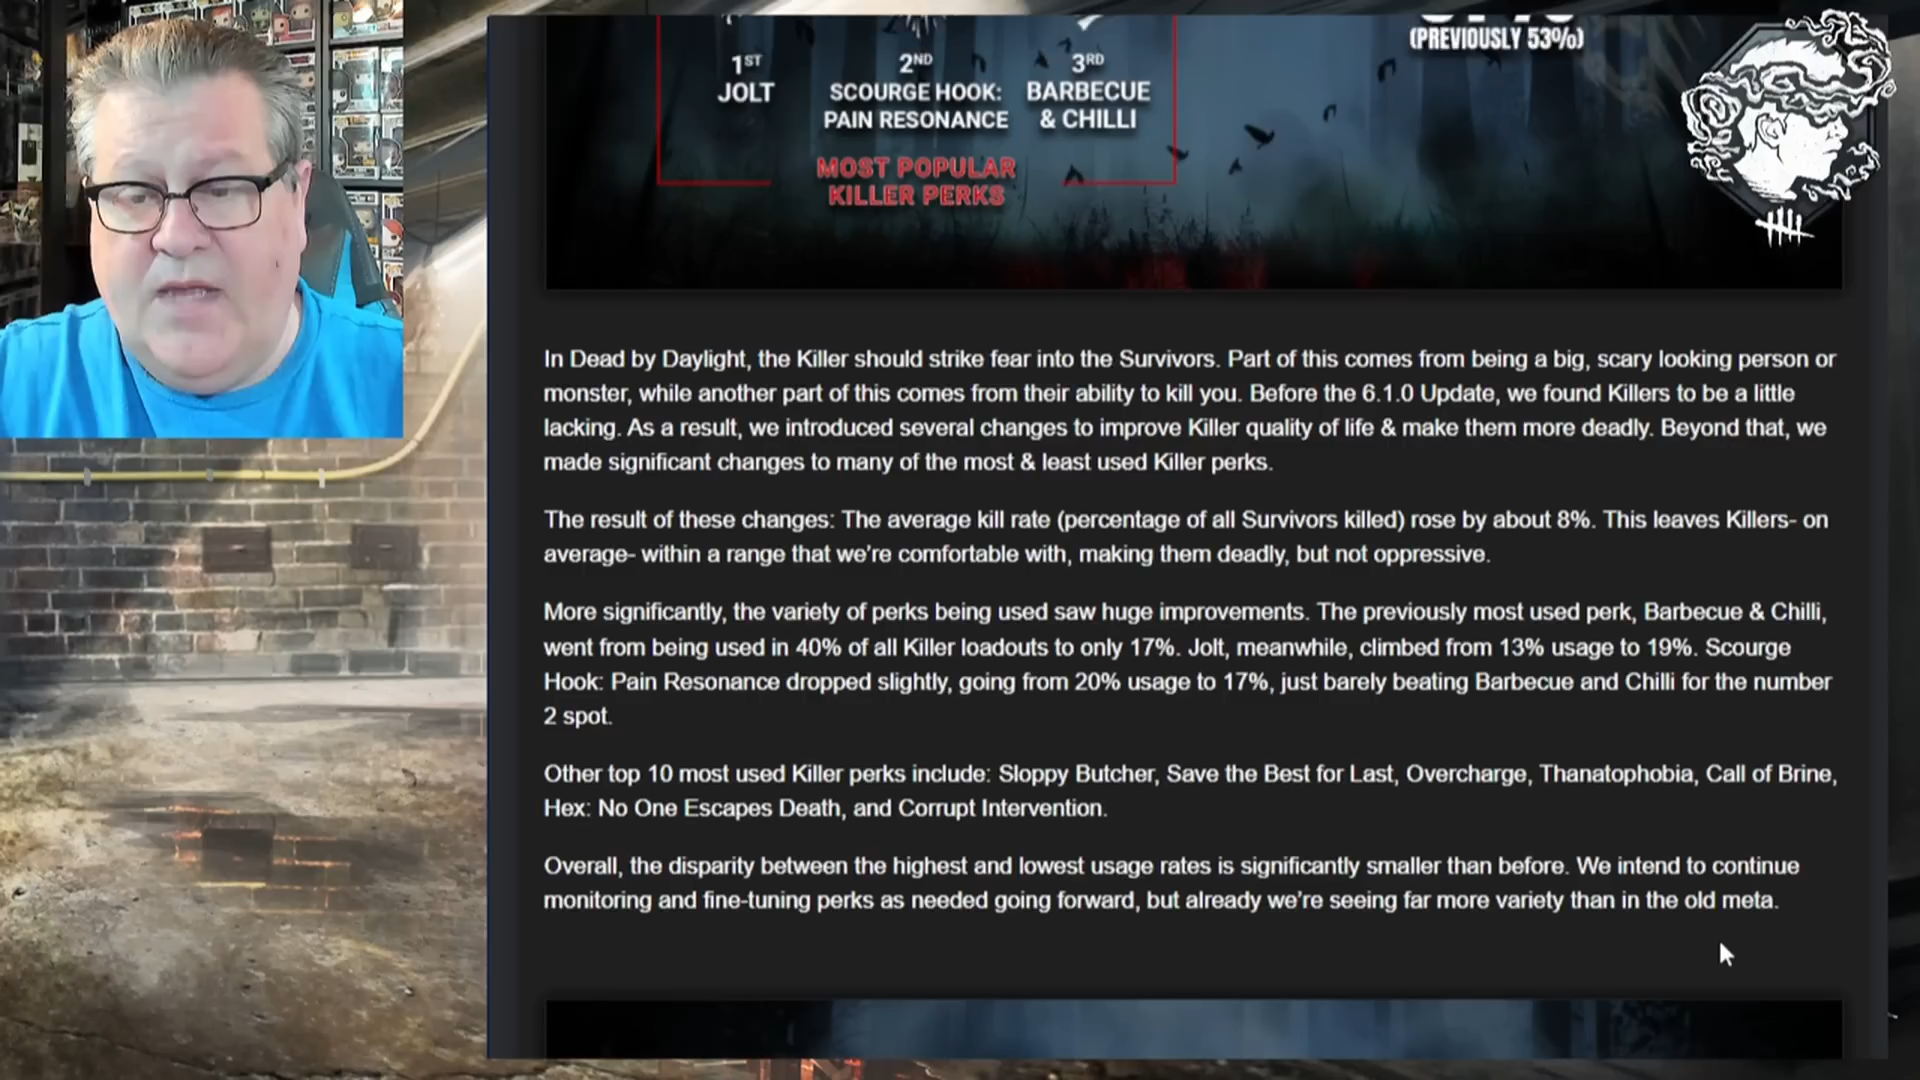 (PREVIOUSLY 53%)
1ST
JOLT
2ND
SCOURGE HOOK:
PAIN RESONANCE
3RD
BARBECUE
& CHILLI
MOST POPULAR
KILLER PERKS
In Dead by Daylight, the Killer should strike fear into the Survivors. Part of this comes from being a big, scary looking person or
monster, while another part of this comes from their ability to kill you. Before the 6.1.0 Update, we found Killers to be a little
lacking. As a result, we introduced several changes to improve Killer quality of life & make them more deadly. Beyond that, we
made significant changes to many of the most & least used Killer perks.
The result of these changes: The average kill rate (percentage of all Survivors killed) rose by about 8%. This leaves Killers- on
average- within a range that we're comfortable with, making them deadly, but not oppressive.
More significantly, the variety of perks being used saw huge improvements. The previously most used perk, Barbecue & Chilli,
went from being used in 40% of all Killer loadouts to only 17%. Jolt, meanwhile, climbed from 13% usage to 19%. Scourge
Hook: Pain Resonance dropped slightly, going from 20% usage to 17%, just barely beating Barbecue and Chilli for the number
2 spot.
Other top 10 most used Killer perks include: Sloppy Butcher, Save the Best for Last, Overcharge, Thanatophobia, Call of Brine,
Hex: No One Escapes Death, and Corrupt Intervention.
Overall, the disparity between the highest and lowest usage rates is significantly smaller than before. We intend to continue
monitoring and fine-tuning perks as needed going forward, but already we're seeing far more variety than in the old meta.